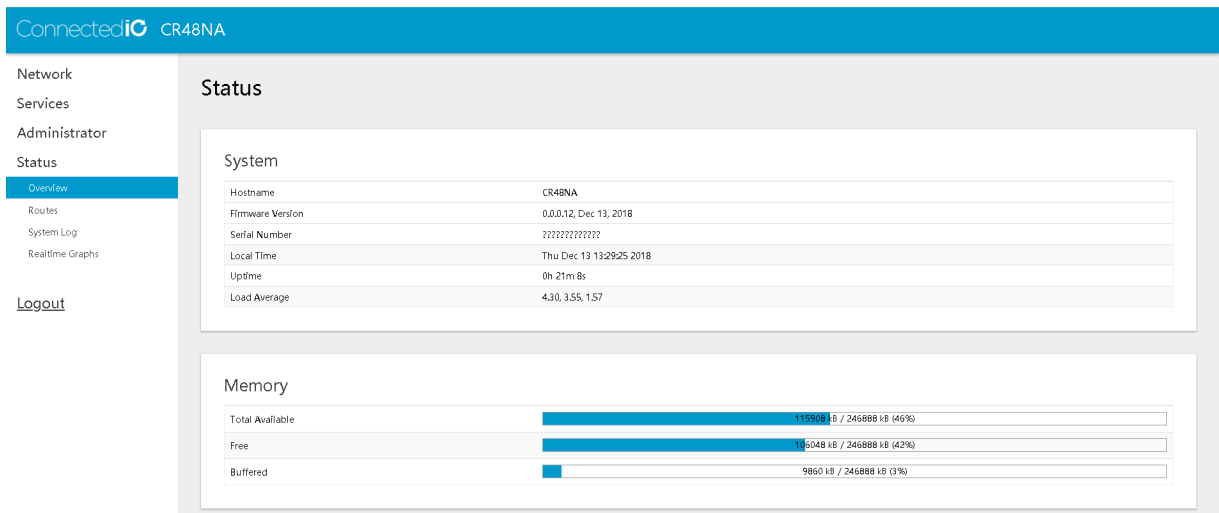 ConnectediO CR48NA
Network
Services
Administrator
Status
Overview
Routes
System Log
Realtime Graphs
Logout
Status
System
Hostname CR48NA
Firmware Version 0.0.0.12, Dec 13, 2018
Serial Number ?????????????
Local Time Thu Dec 13 13:29:25 2018
Uptime 0h 21m 8s
Load Average 4.30, 3.55, 1.57
Memory
Total Available 115908 kB / 246888 kB (46%)
Free 106048 kB / 246888 kB (42%)
Buffered 9860 kB / 246888 kB (3%)